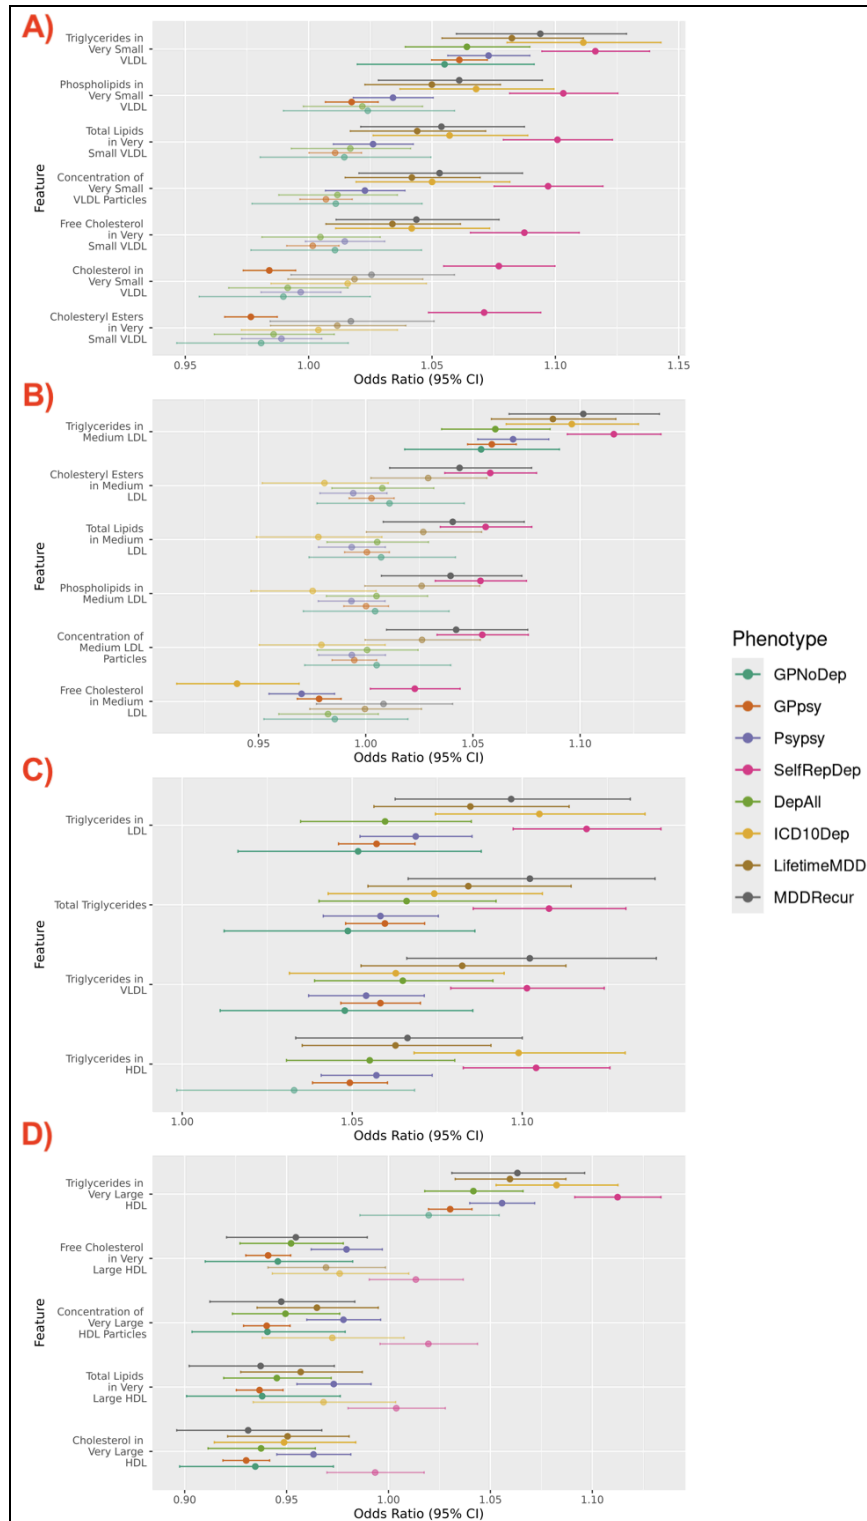 A)
Feature
Triglycerides in
Very Small
VLDL
Phospholipids in
Very Small
VLDL
Total Lipids
in Very
Small VLDL
Concentration of
Very Small
VLDL Particles
Free Cholesterol
in Very
Small VLDL
Cholesterol in
Very Small
VLDL
Cholesteryl Esters
in Very
Small VLDL
0.95 1.00 1.05 1.10 1.15
Odds Ratio (95% CI)
B)
Feature
Triglycerides in
Medium LDL
Cholesteryl Esters
in Medium
LDL
Total Lipids
in Medium
LDL
Phospholipids in
Medium LDL
Concentration of
Medium LDL
Particles
Free Cholesterol
in Medium
LDL
0.95 1.00 1.05 1.10
Odds Ratio (95% CI)
C)
Feature
Triglycerides in
LDL
Total Triglycerides
Triglycerides in
VLDL
Triglycerides in
HDL
1.00 1.05 1.10
Odds Ratio (95% CI)
D)
Feature
Triglycerides in
Very Large
HDL
Free Cholesterol
in Very
Large HDL
Concentration of
Very Large
HDL Particles
Total Lipids
in Very
Large HDL
Cholesterol in
Very Large
HDL
0.90 0.95 1.00 1.05 1.10
Odds Ratio (95% CI)
Phenotype
GPNoDep
GPpsy
Psypsy
SelfRepDep
DepAll
ICD10Dep
LifetimeMDD
MDDRecur